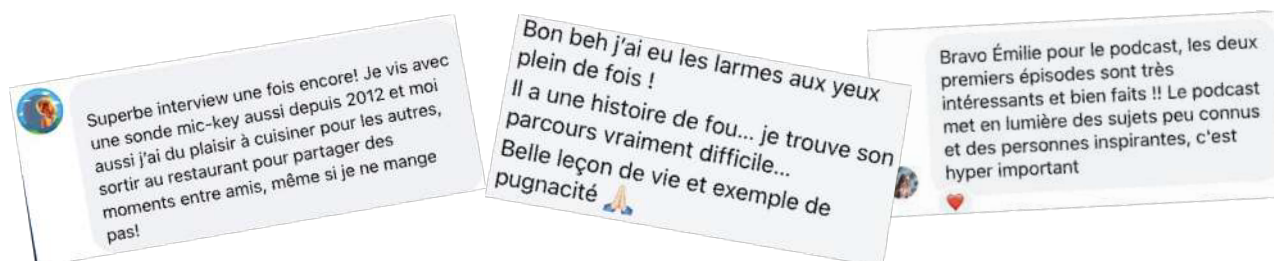 Superbe interview une fois encore! Je vis avec
une sonde mic-key aussi depuis 2012 et moi
aussi j'ai du plaisir à cuisiner pour les autres,
sortir au restaurant pour partager des
moments entre amis, même si je ne mange
pas!
Bon beh j'ai eu les larmes aux yeux
plein de fois !
Il a une histoire de fou... je trouve son
parcours vraiment difficile...
Belle leçon de vie et exemple de
pugnacité 🙏🏻
Bravo Émilie pour le podcast, les deux
premiers épisodes sont très
intéressants et bien faits !! Le podcast
met en lumière des sujets peu connus
et des personnes inspirantes, c'est
hyper important